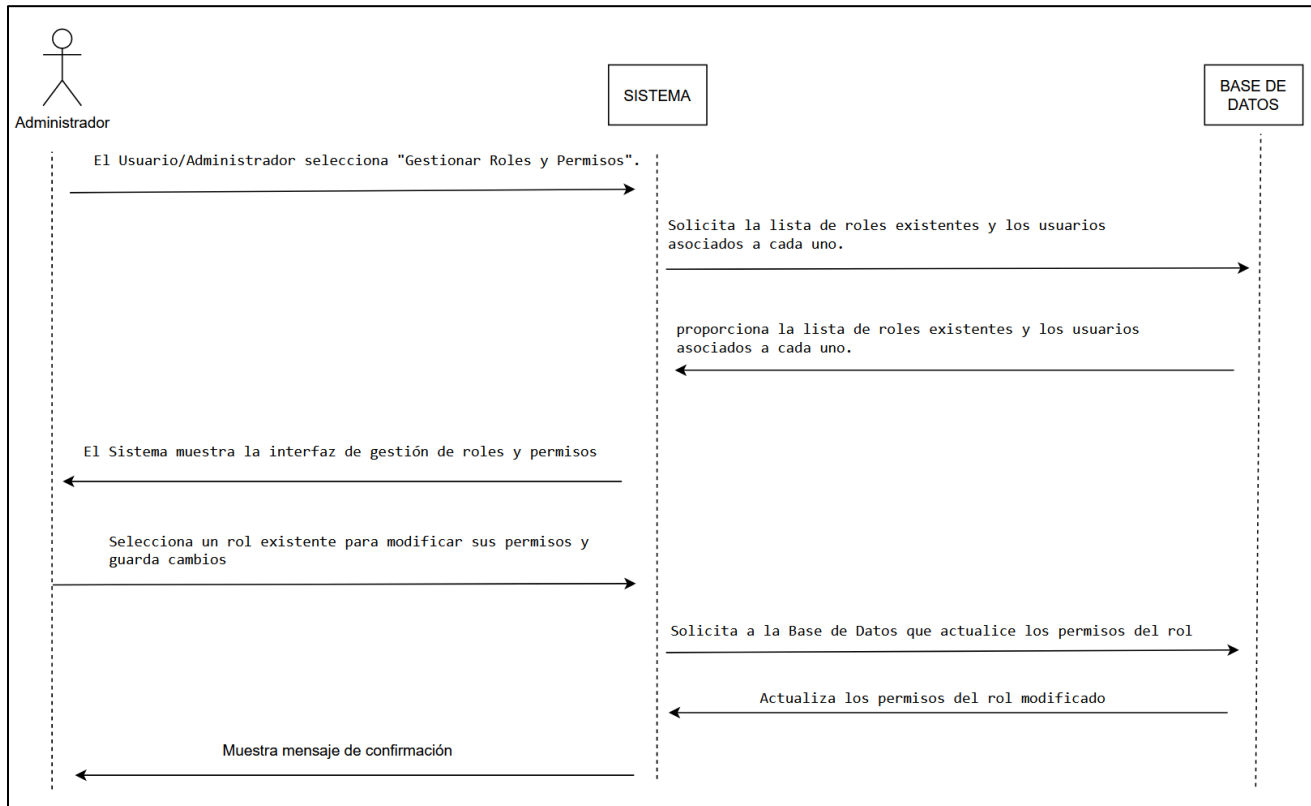 Administrador
SISTEMA
BASE DE
DATOS
El Usuario/Administrador selecciona "Gestionar Roles y Permisos".
Solicita la lista de roles existentes y los usuarios
asociados a cada uno.
proporciona la lista de roles existentes y los usuarios
asociados a cada uno.
El Sistema muestra la interfaz de gestión de roles y permisos
Selecciona un rol existente para modificar sus permisos y
guarda cambios
Solicita a la Base de Datos que actualice los permisos del rol
Actualiza los permisos del rol modificado
Muestra mensaje de confirmación